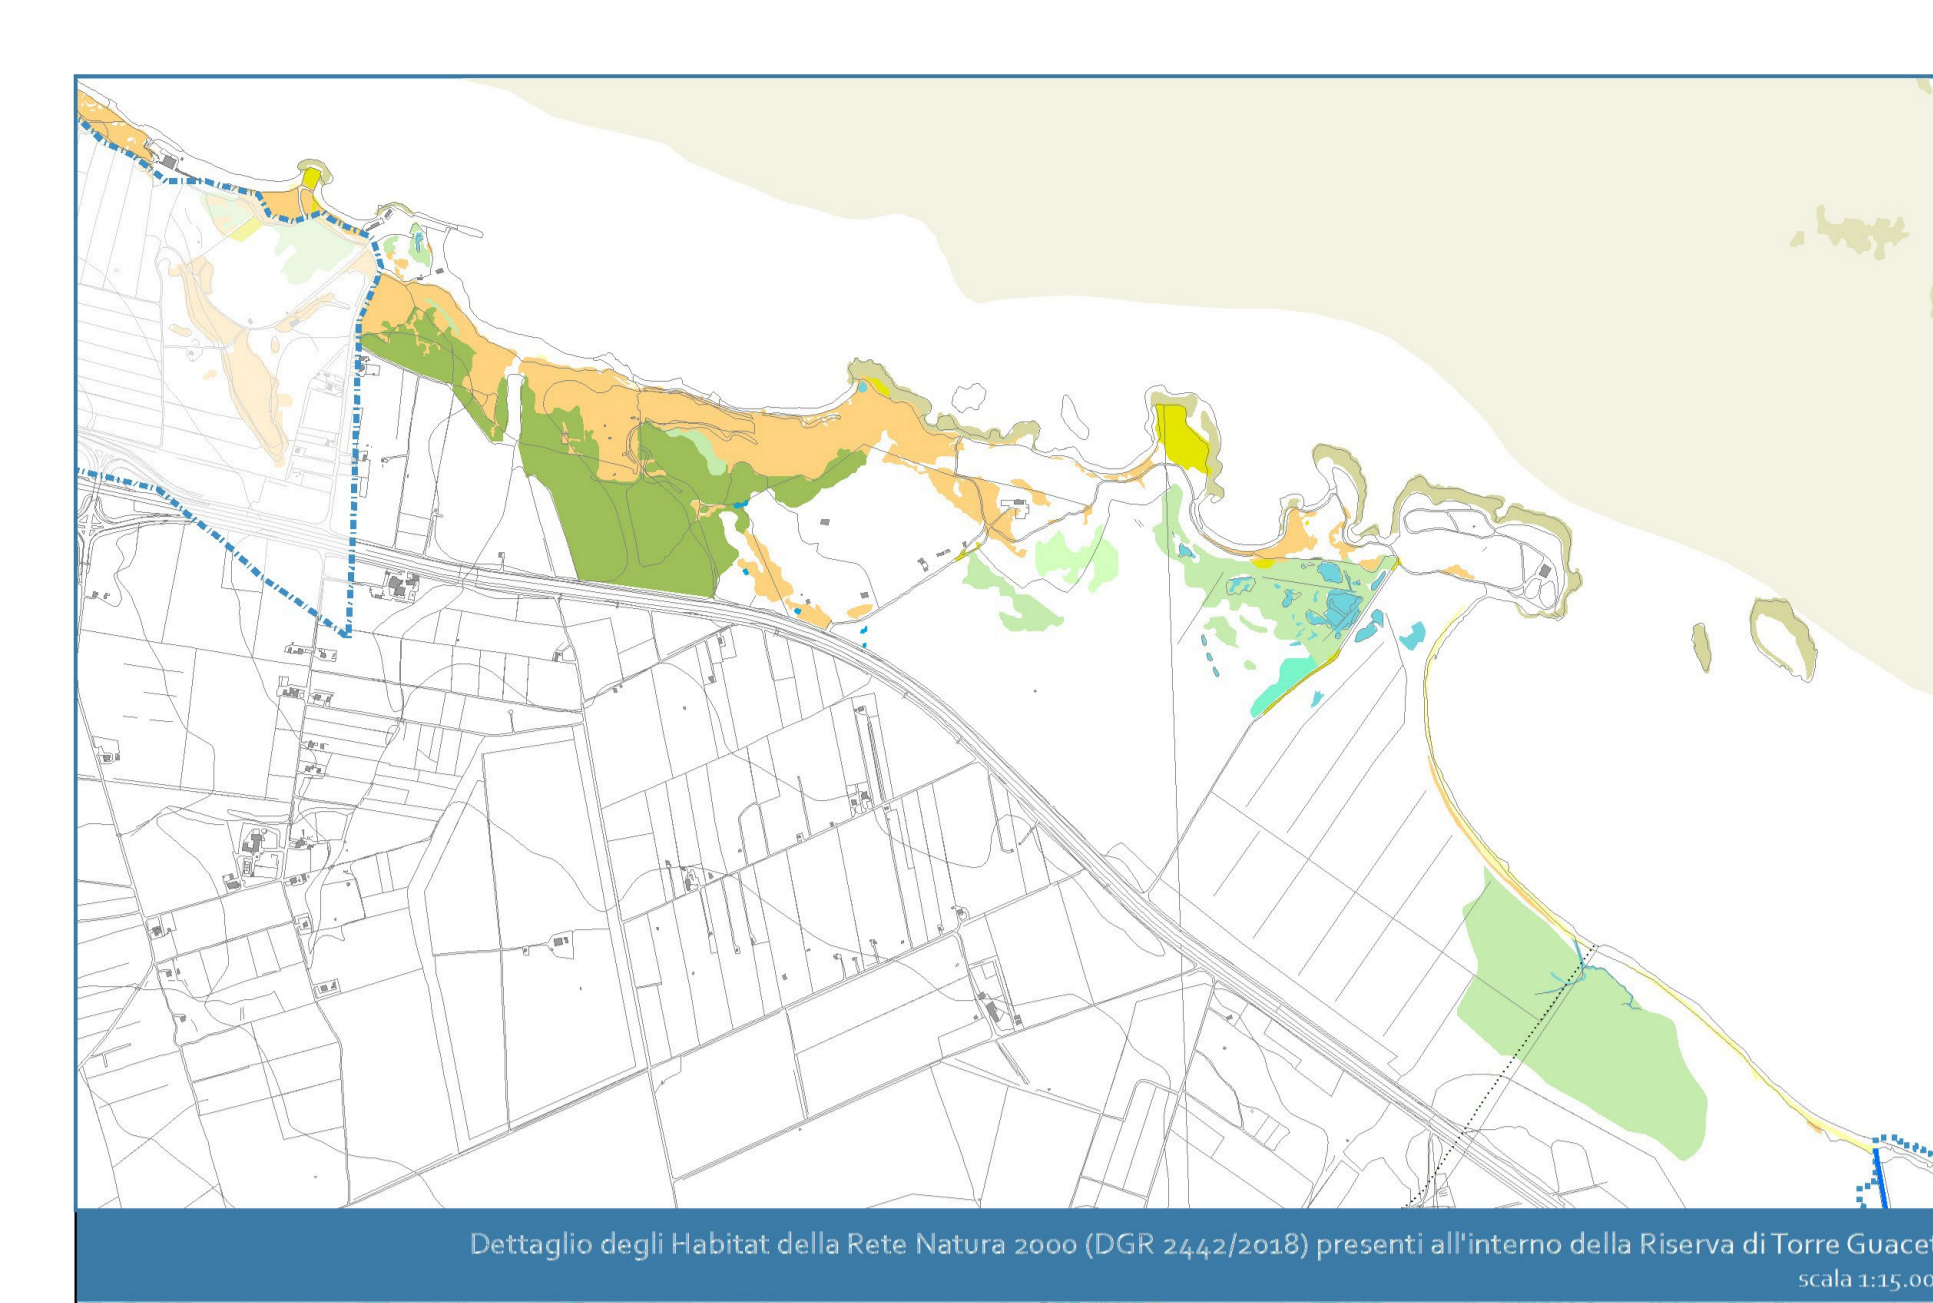 Dettaglio degli Habitat della Rete Natura 2000 (DGR 2442/2018) presenti all'interno della Riserva di Torre Guacet
scala 1:15.00